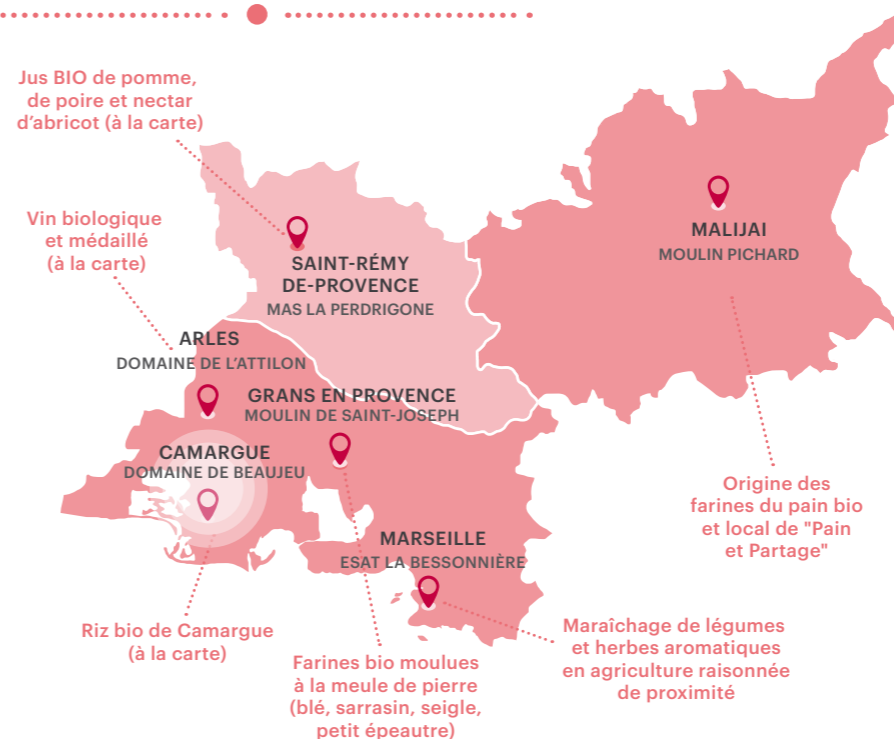 Jus BIO de pomme,
de poire et nectar
d'abricot (à la carte)
Vin biologique
et médaillé
(à la carte)
SAINT-RÉMY
DE-PROVENCE
MAS LA PERDRIGONE
MALIJAI
MOULIN PICHARD
ARLES
DOMAINE DE L'ATTILON
GRANS EN PROVENCE
MOULIN DE SAINT-JOSEPH
CAMARGUE
DOMAINE DE BEAUJEU
MARSEILLE
ESAT LA BESSONNIÈRE
Origine des
farines du pain bio
et local de "Pain
et Partage"
Riz bio de Camargue
(à la carte)
Farines bio moulues
à la meule de pierre
(blé, sarrasin, seigle,
petit épeautre)
Maraîchage de légumes
et herbes aromatiques
en agriculture raisonnée
de proximité